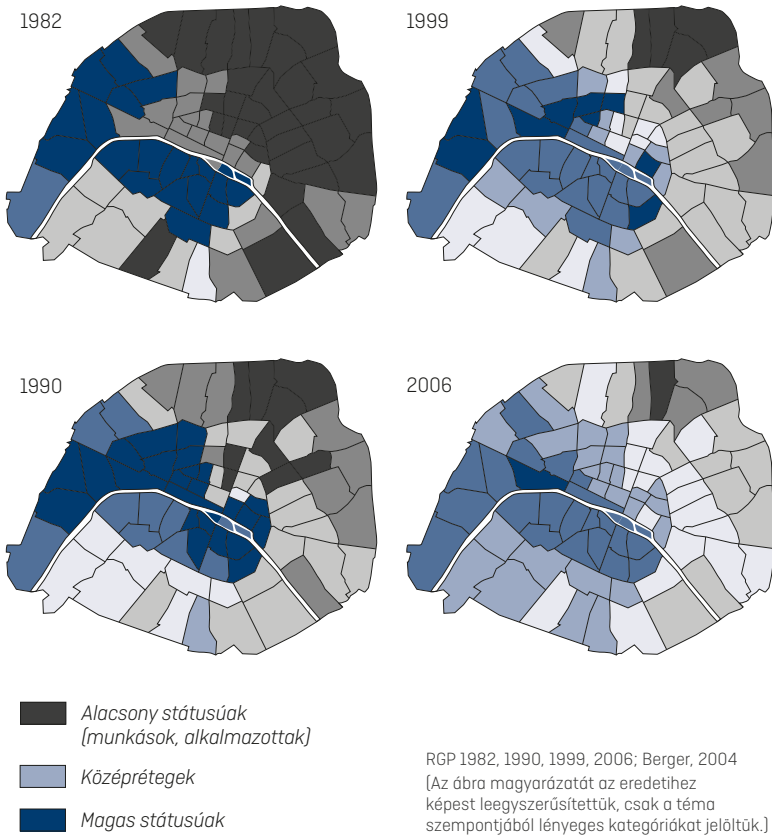 1982
1999
1990
2006
Alacsony státusúak
(munkások, alkalmazottak)
Középrétegek
Magas státusúak
RGP 1982, 1990, 1999, 2006; Berger, 2004
(Az ábra magyarázatát az eredetihez
képest leegyszerűsítettük, csak a téma
szempontjából lényeges kategóriákat jelöltük.)